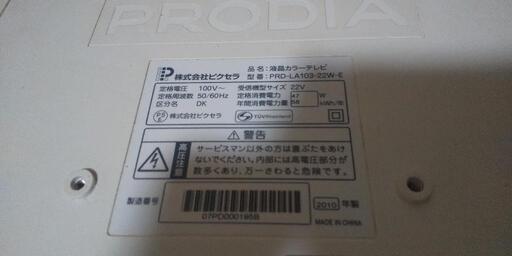 PRODIA
株式会社ピクセラ
品名：液晶カラーテレビ
型番：PRD-LA103-22W-E
定格電圧 100V～ 受信機型サイズ 22V
定格周波数 50/60Hz 定格消費電力 47 W
区分名 DK 年間消費電力量 58 kWh/年
PSE 株式会社ピクセラ TÜVRheinland
警告
高圧注意
サービスマン以外の方は裏ぶたをあけ
ないでください。内部には高電圧部分が
数多くあり、万一さわると危険です。
製造番号
07PD000185B
2010 年製
MADE IN CHINA